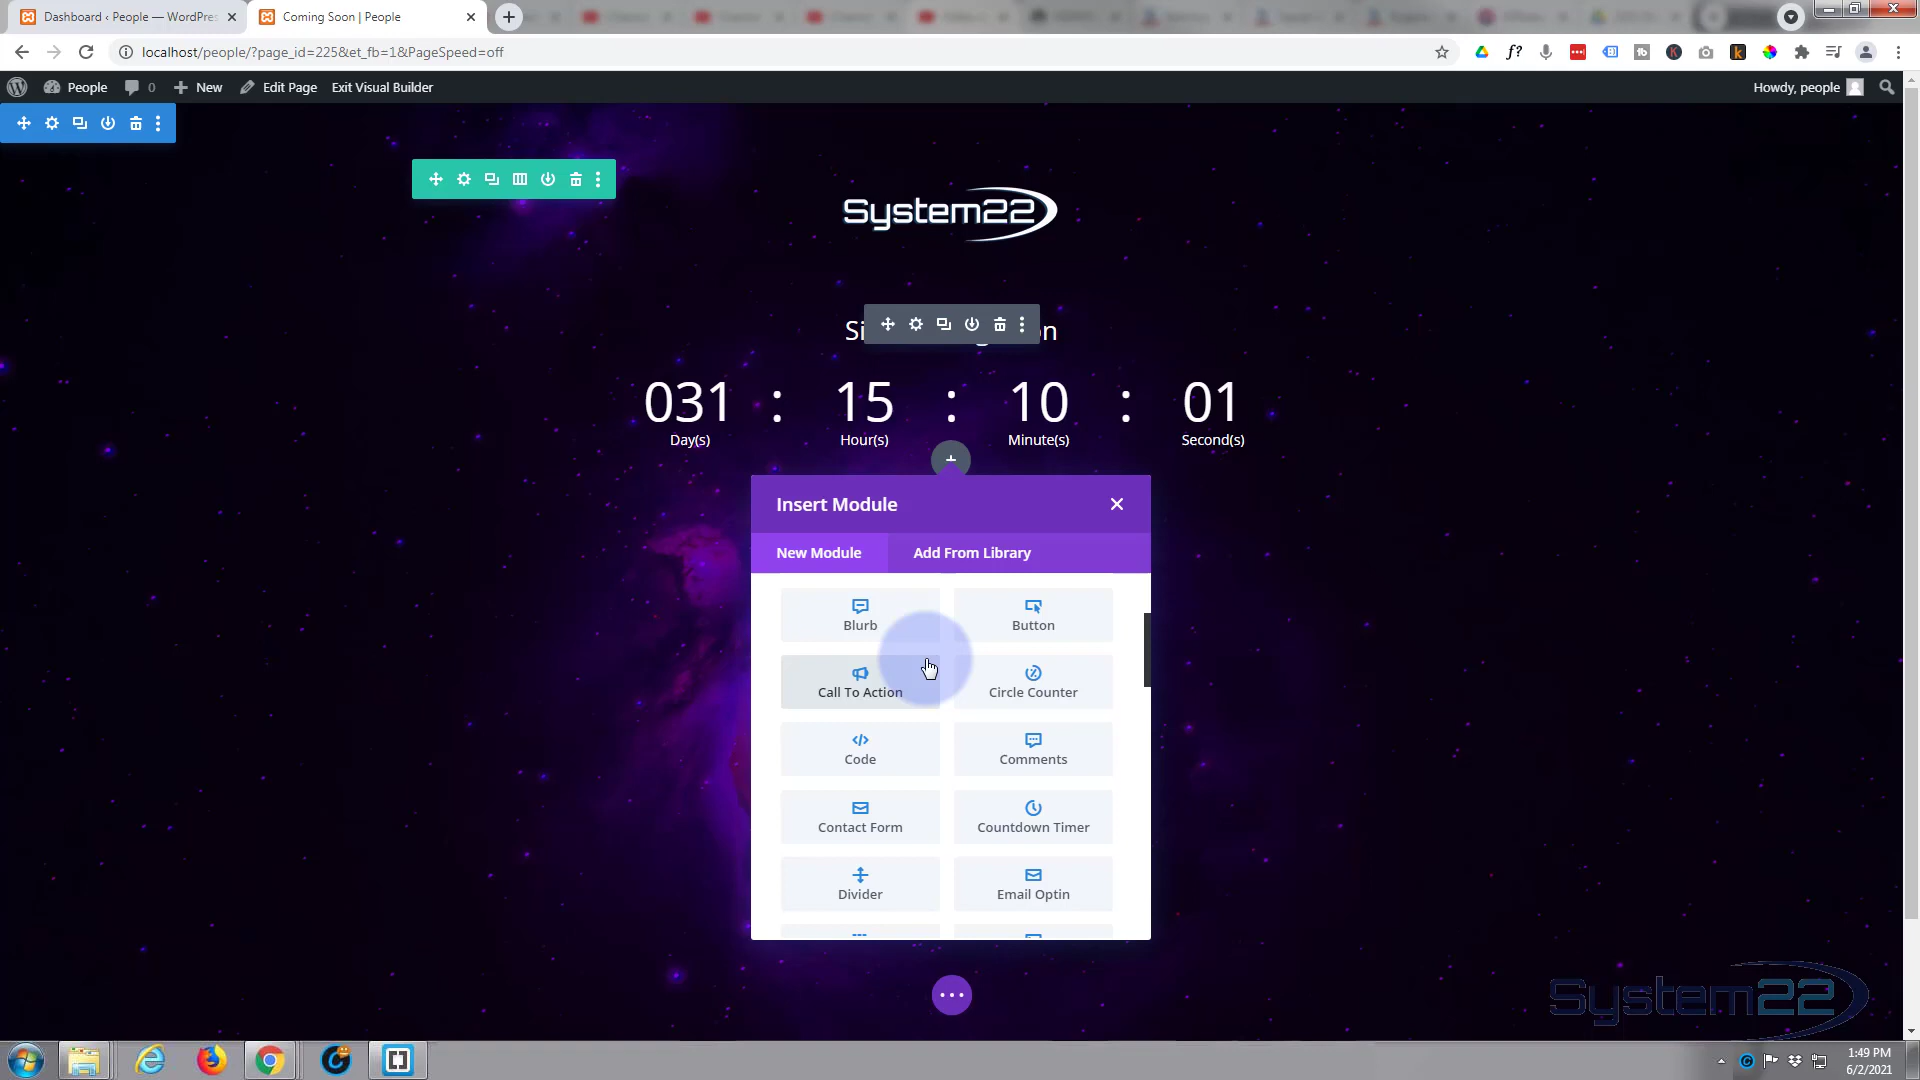 Dashboard ‹ People — WordPres
Coming Soon | People
localhost/people/?page_id=225&et_fb=1&PageSpeed=off
People
0
New
Edit Page
Exit Visual Builder
Howdy, people
System22
Si
on
031 : 15 : 10 : 01
Day(s)
Hour(s)
Minute(s)
Second(s)
Insert Module
New Module
Add From Library
Blurb
Button
Call To Action
Circle Counter
Code
Comments
Contact Form
Countdown Timer
Divider
Email Optin
System22
1:49 PM
6/2/2021